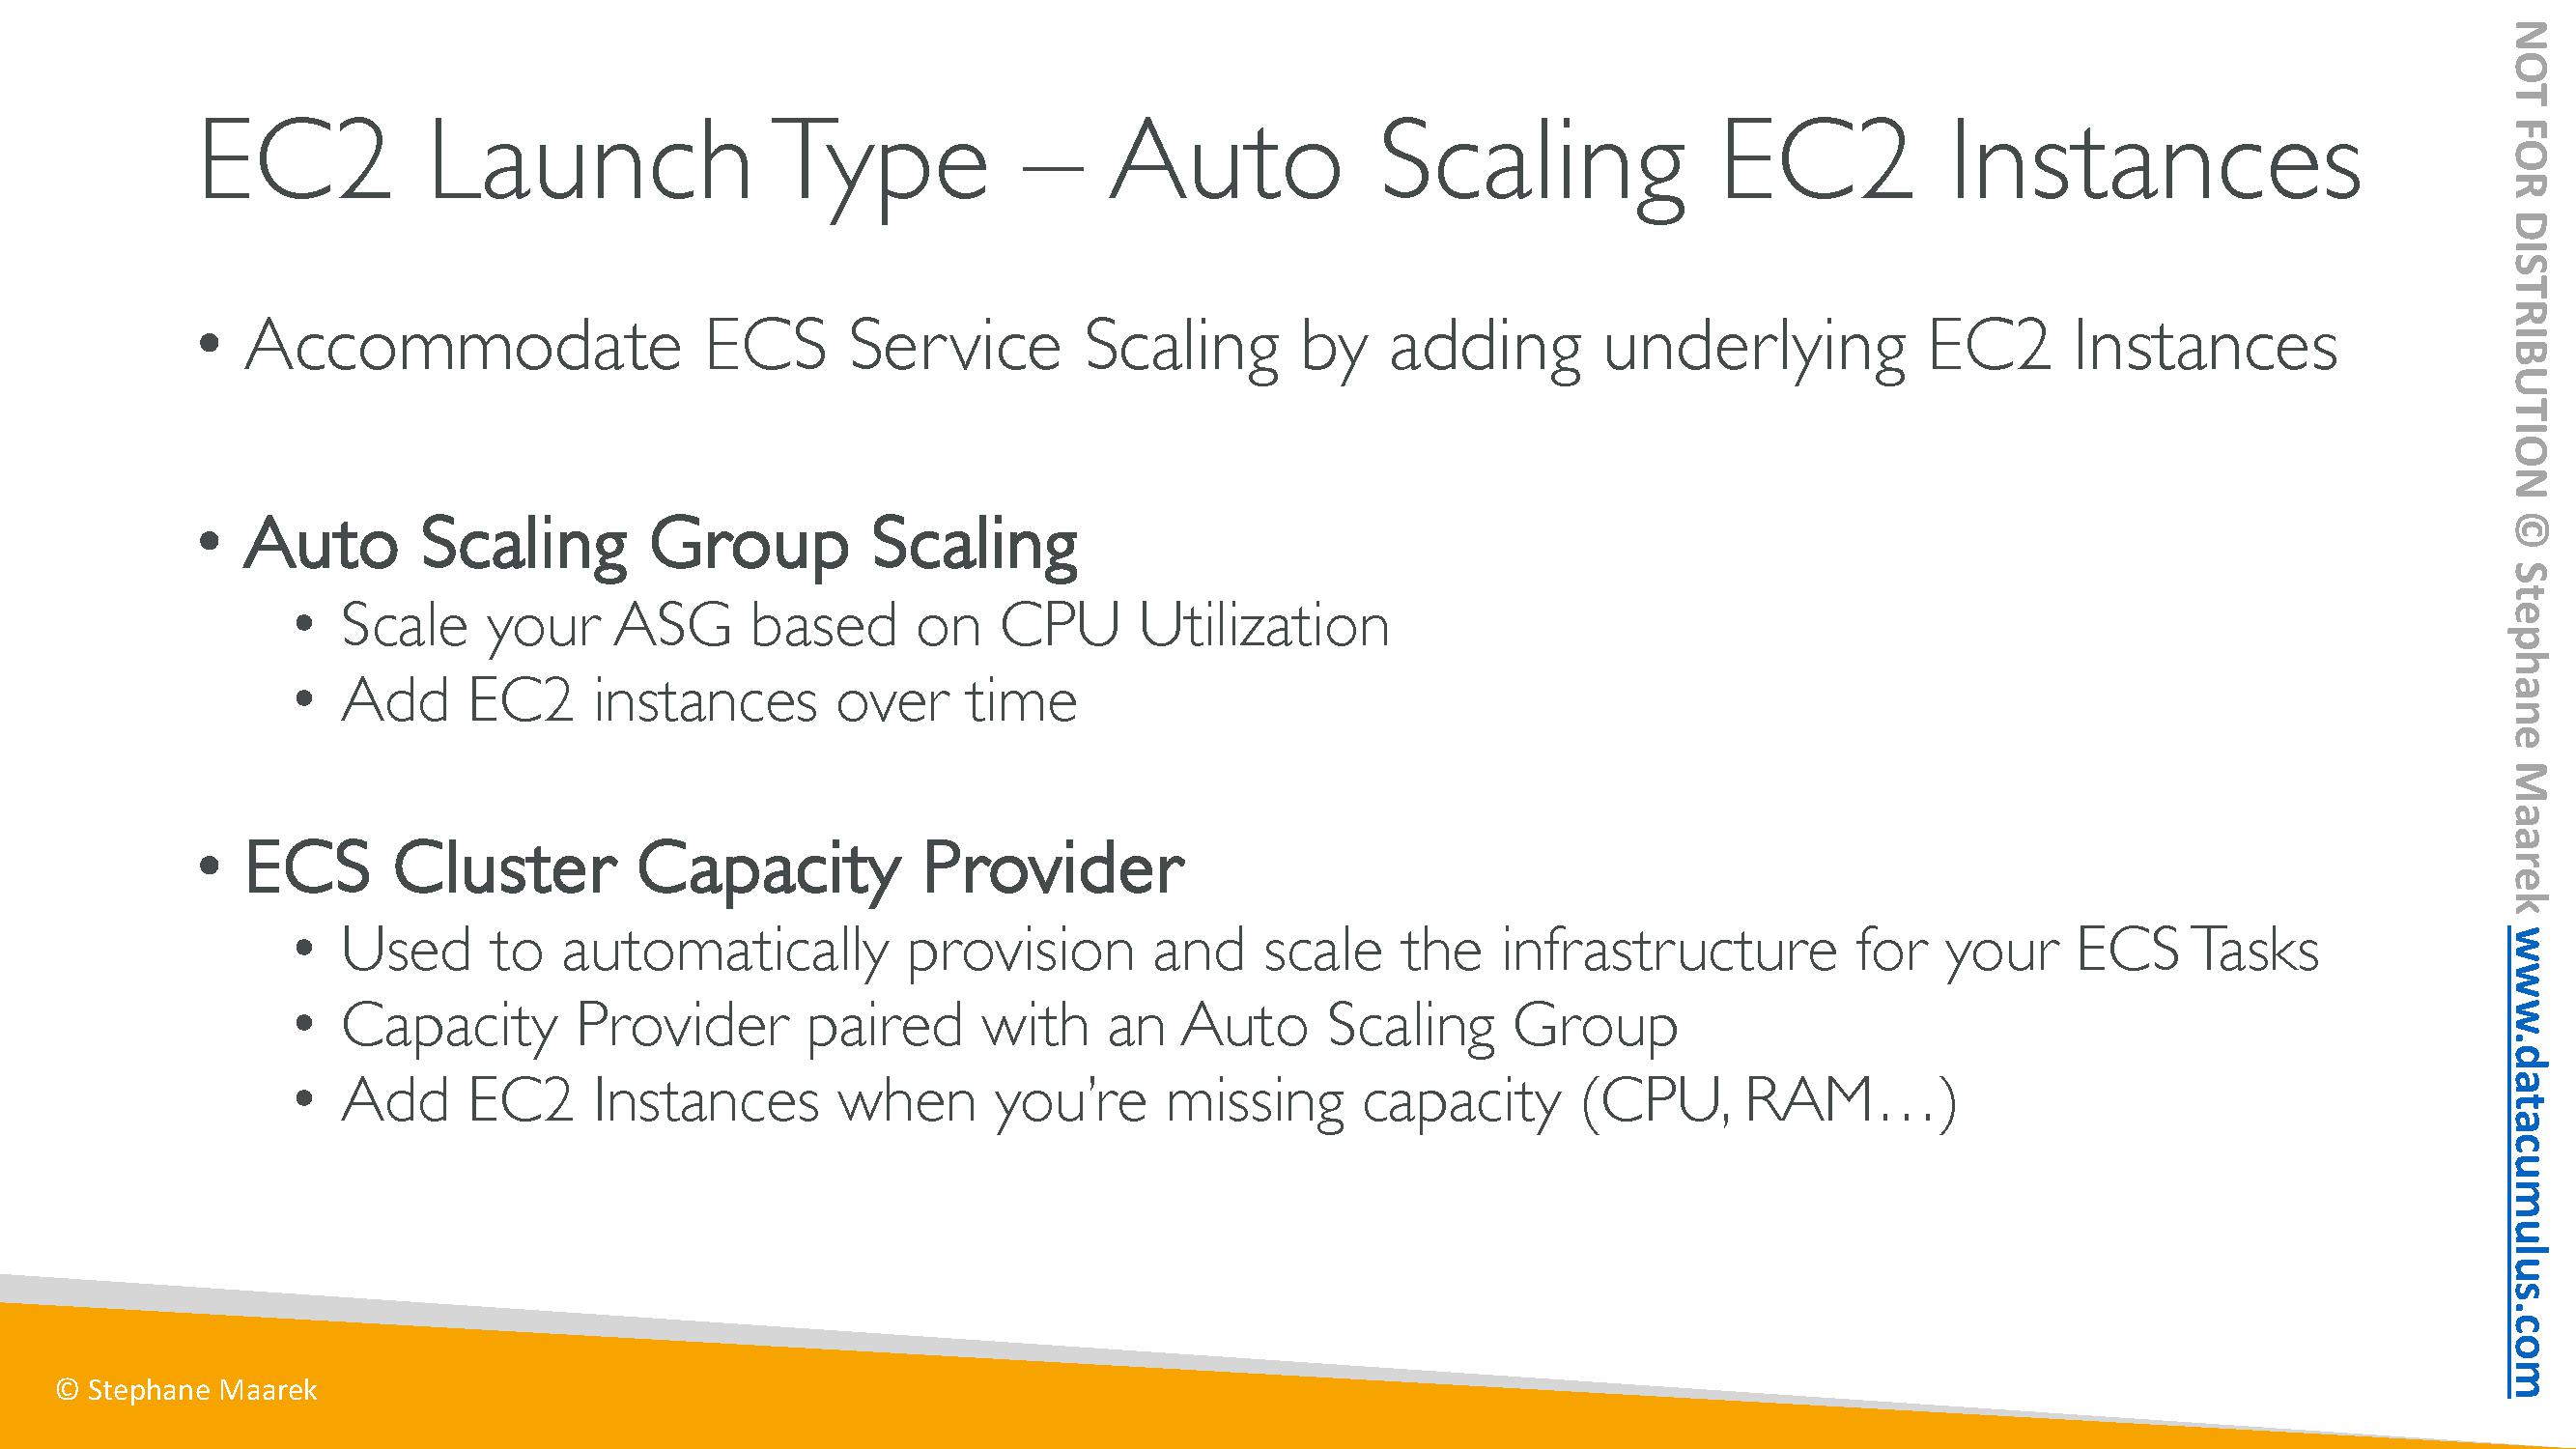 EC2 Launch Type – Auto Scaling EC2 Instances
• Accommodate ECS Service Scaling by adding underlying EC2 Instances
• Auto Scaling Group Scaling
• Scale your ASG based on CPU Utilization
• Add EC2 instances over time
• ECS Cluster Capacity Provider
• Used to automatically provision and scale the infrastructure for your ECS Tasks
• Capacity Provider paired with an Auto Scaling Group
• Add EC2 Instances when you’re missing capacity (CPU, RAM…)
© Stephane Maarek
NOT FOR DISTRIBUTION © Stephane Maarek www.datacumulus.com